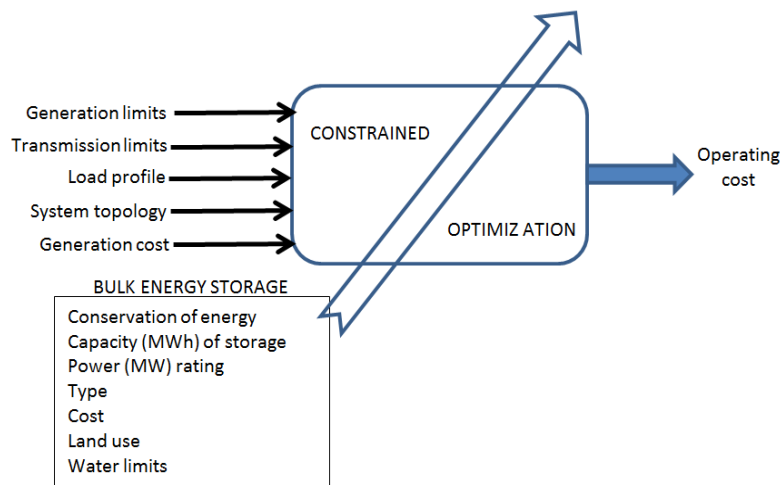 Generation limits
Transmission limits
Load profile
System topology
Generation cost
CONSTRAINED
OPTIMIZ ATION
Operating
cost
BULK ENERGY STORAGE
Conservation of energy
Capacity (MWh) of storage
Power (MW) rating
Type
Cost
Land use
Water limits